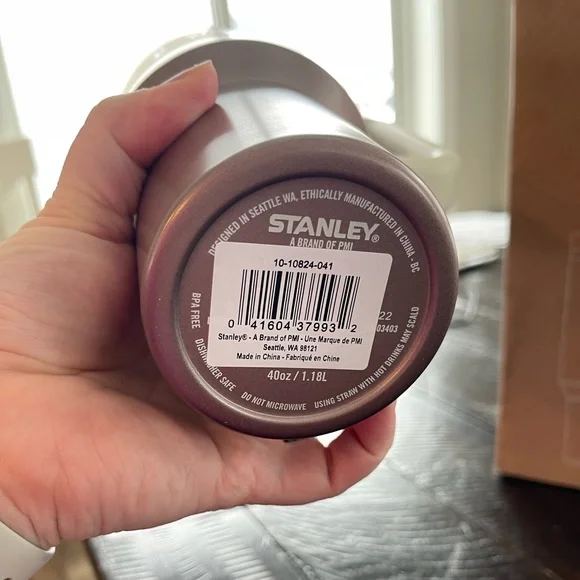 DESIGNED IN SEATTLE WA, ETHICALLY MANUFACTURED IN CHINA - BC
STANLEY®
A BRAND OF PMI
10-10824-041
0 41604 37993 2
Stanley® - A Brand of PMI - Une Marque de PMI
Seattle, WA 98121
Made in China - Fabriqué en Chine
22
03403
40oz / 1.18L
BPA FREE DISHWASHER SAFE DO NOT MICROWAVE USING STRAW WITH HOT DRINKS MAY SCALD